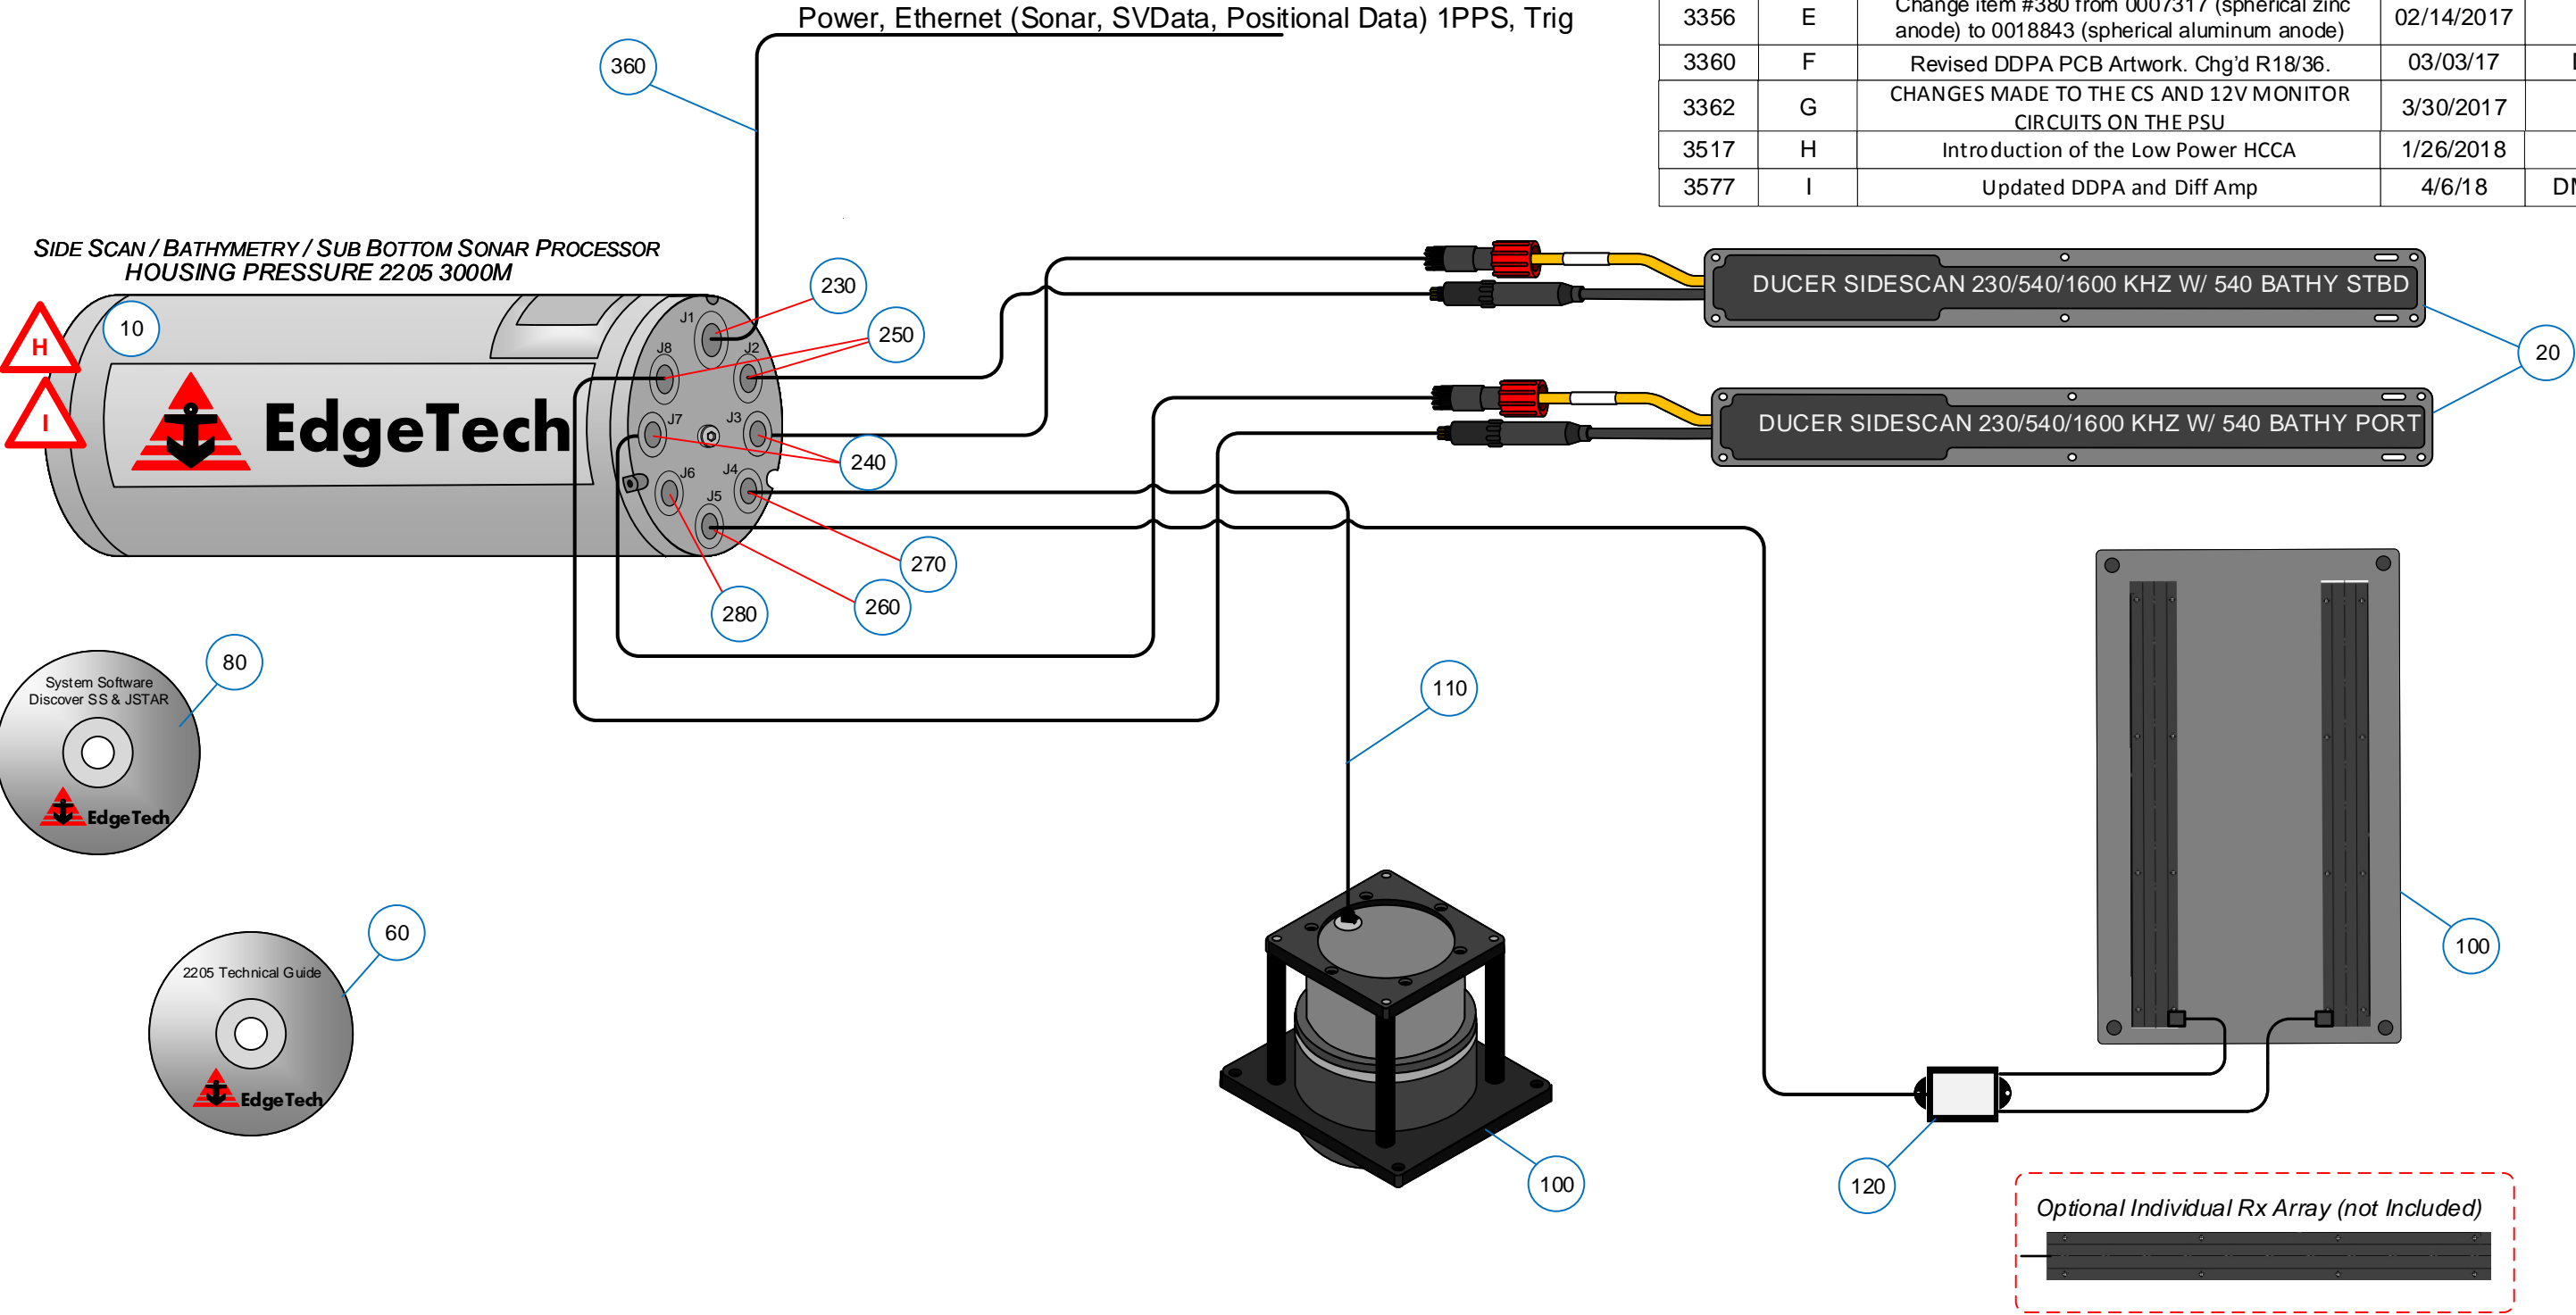 Power, Ethernet (Sonar, SVData, Positional Data) 1PPS, Trig
3356 E Change item #380 from 0007317 (spherical zinc
anode) to 0018843 (spherical aluminum anode) 02/14/2017
3360 F Revised DDPA PCB Artwork. Chg'd R18/36. 03/03/17
3362 G CHANGES MADE TO THE CS AND 12V MONITOR
CIRCUITS ON THE PSU 3/30/2017
3517 H Introduction of the Low Power HCCA 1/26/2018
3577 I Updated DDPA and Diff Amp 4/6/18
360
SIDE SCAN / BATHYMETRY / SUB BOTTOM SONAR PROCESSOR
HOUSING PRESSURE 2205 3000M
H
I
10
EdgeTech
J1
J2
J3
J4
J5
J6
J7
J8
230
250
240
270
260
280
DUCER SIDESCAN 230/540/1600 KHZ W/ 540 BATHY STBD
DUCER SIDESCAN 230/540/1600 KHZ W/ 540 BATHY PORT
20
System Software
Discover SS & JSTAR
EdgeTech
80
2205 Technical Guide
EdgeTech
60
110
100
100
120
Optional Individual Rx Array (not Included)